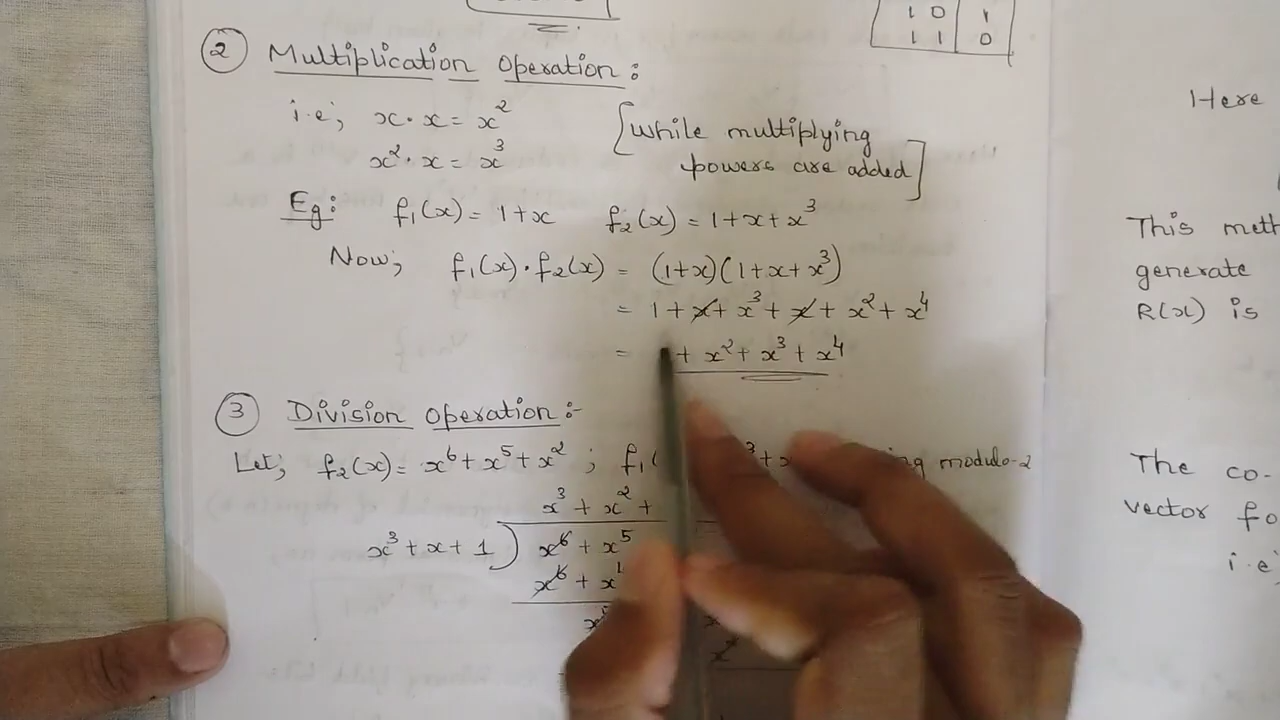 1 0 1
1 1 0
② Multiplication Operation :
i.e; x · x = x²
x² · x = x³
[while multiplying
powers are added]
Eg: f₁(x) = 1+x f₂(x) = 1+x+x³
Now; f₁(x) · f₂(x) = (1+x)(1+x+x³)
= 1 + x + x³ + x + x² + x⁴
= + x² + x³ + x⁴
③ Division Operation :-
Let; f₂(x) = x⁶ + x⁵ + x² ; f₁( modulo-2
x³ + x² +
x³ + x + 1 ) x⁶ + x⁵
x⁶ +
Here
This
generate
R(x) is
The co-
vector fo
i.e